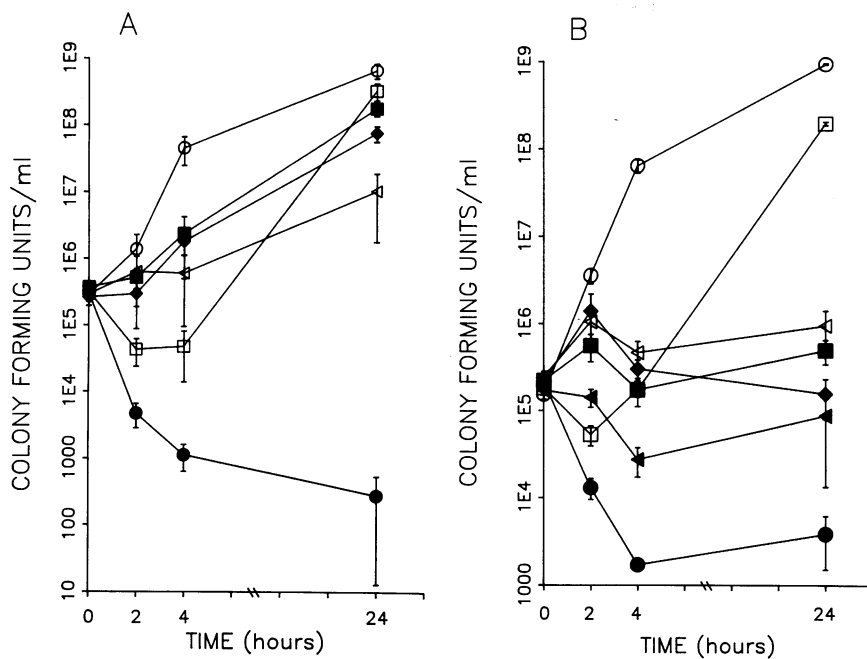 A
COLONY FORMING UNITS/ml
1E9
1E8
1E7
1E6
1E5
1E4
1000
100
10
0 2 4 24
TIME (hours)
B
COLONY FORMING UNITS/ml
1E9
1E8
1E7
1E6
1E5
1E4
1000
0 2 4 24
TIME (hours)